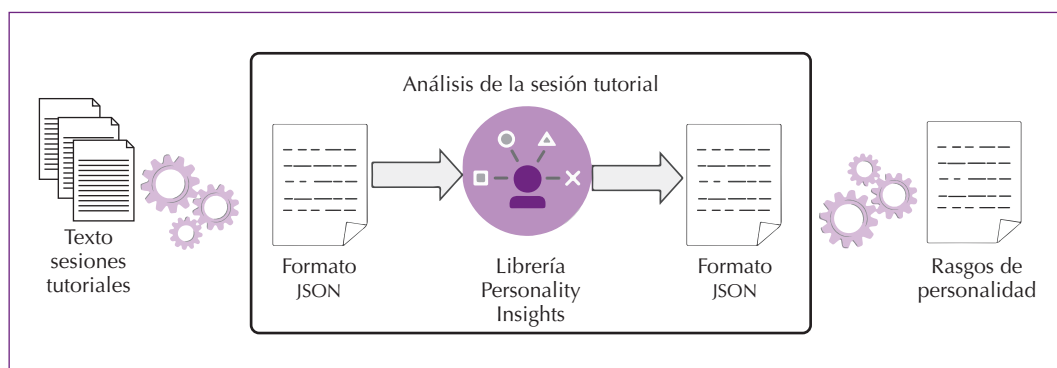 Análisis de la sesión tutorial
Texto
sesiones
tutoriales
Formato
JSON
Librería
Personality
Insights
Formato
JSON
Rasgos de
personalidad